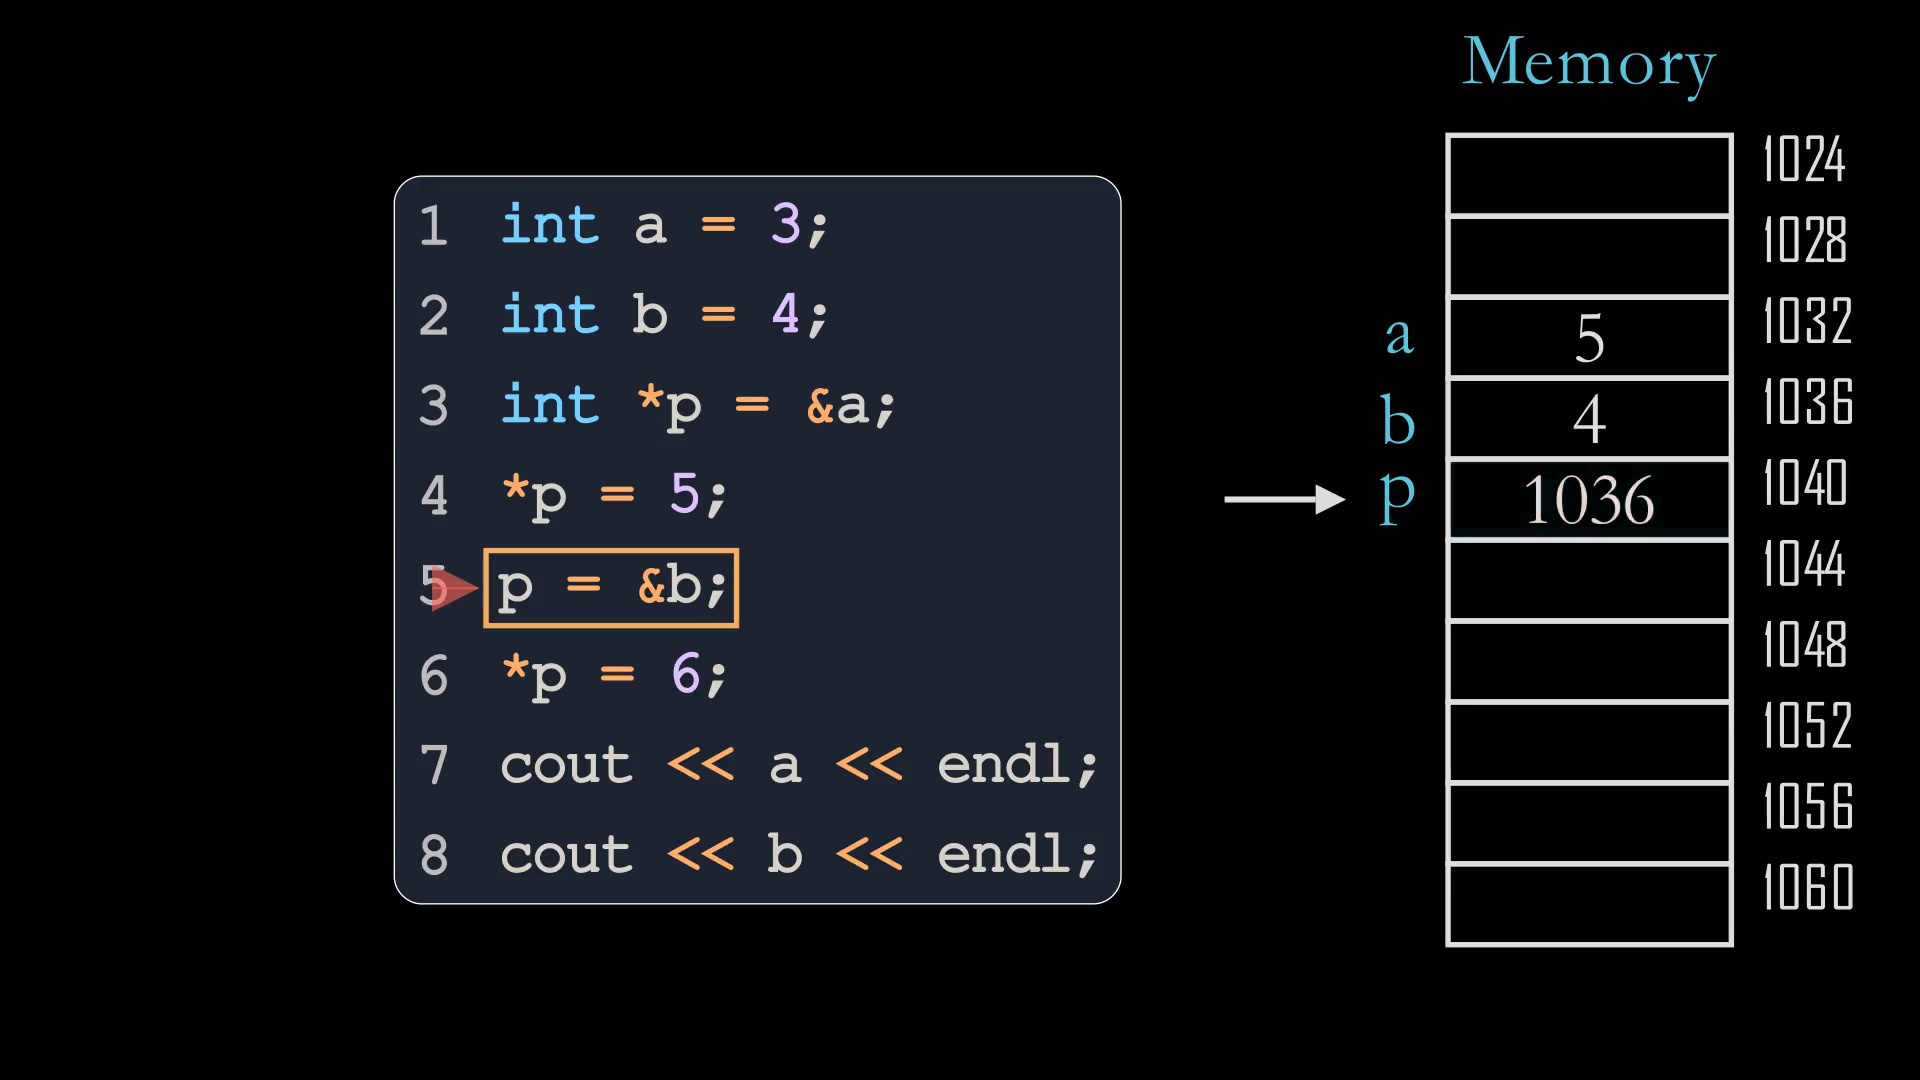 Memory
1 int a = 3;
2 int b = 4;
3 int *p = &a;
4 *p = 5;
5 p = &b;
6 *p = 6;
7 cout << a << endl;
8 cout << b << endl;
1024
1028
a 5 1032
b 4 1036
p 1036 1040
1044
1048
1052
1056
1060